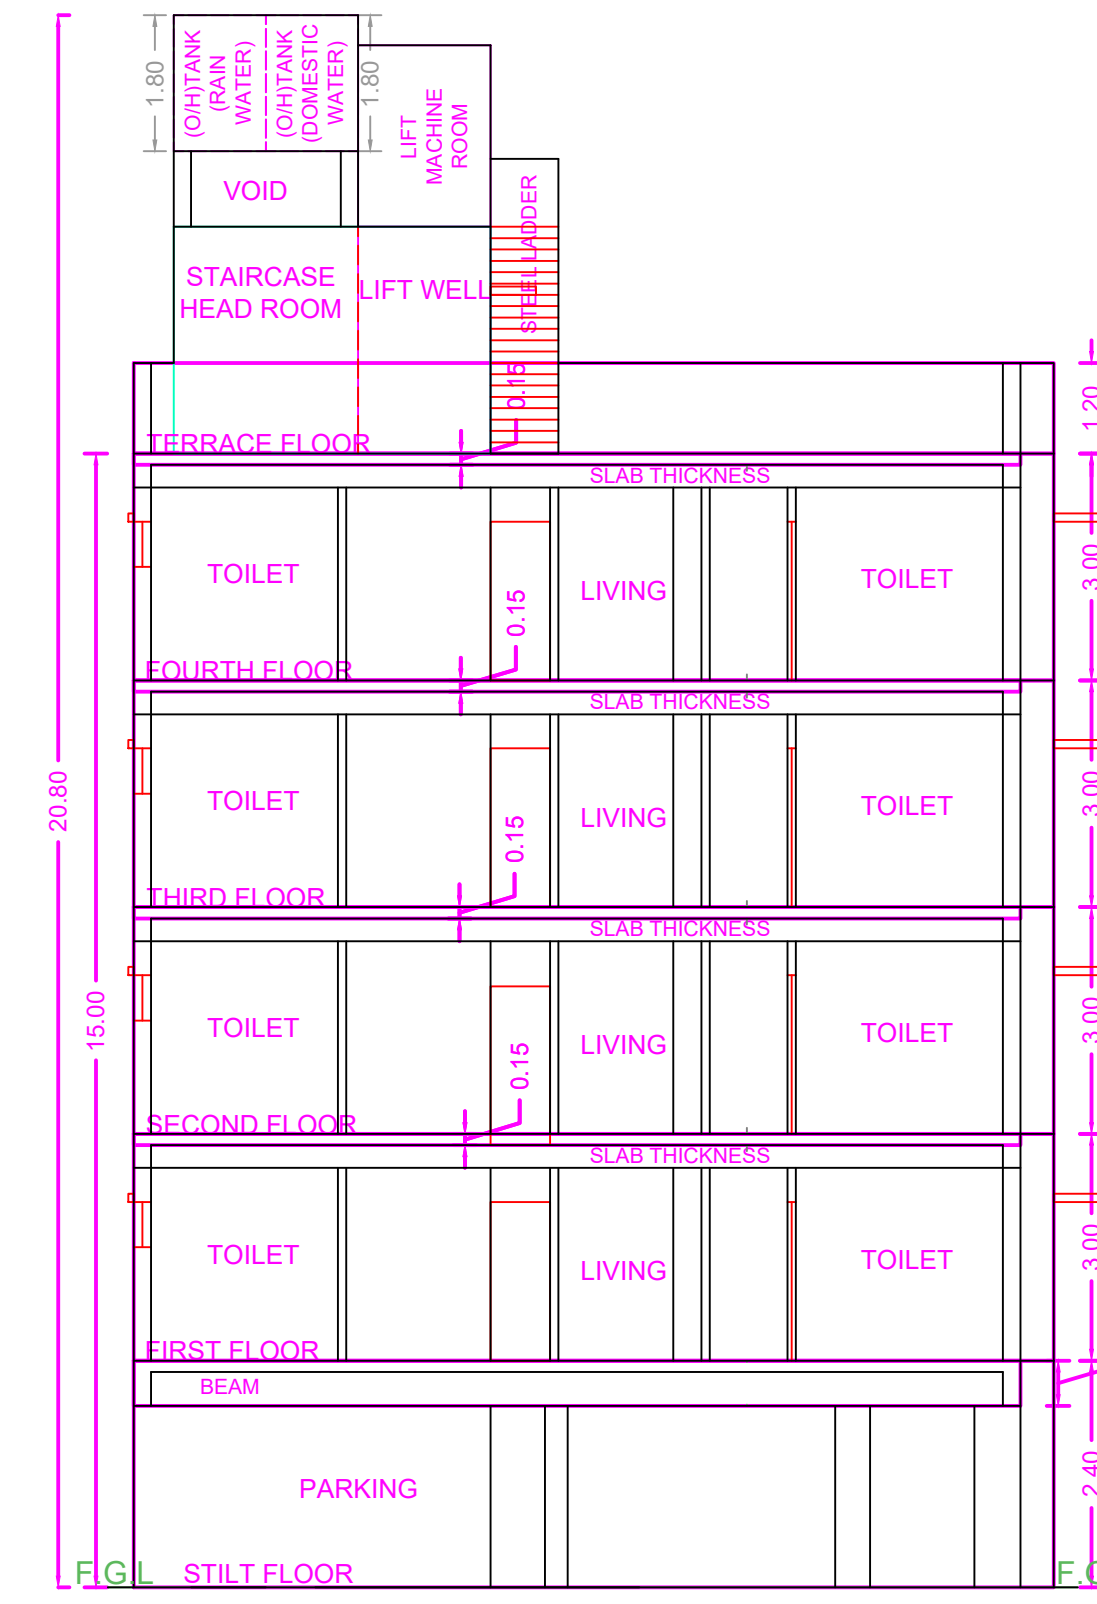 1.80
(O/H)TANK
(RAIN
WATER)
(O/H)TANK
(DOMESTIC
WATER)
1.80
LIFT
MACHINE
ROOM
VOID
STEEL LADDER
STAIRCASE
HEAD ROOM
LIFT WELL
0.15
1.20
TERRACE FLOOR
SLAB THICKNESS
TOILET
LIVING
TOILET
3.00
0.15
FOURTH FLOOR
SLAB THICKNESS
20.80
TOILET
LIVING
TOILET
3.00
0.15
THIRD FLOOR
SLAB THICKNESS
15.00
TOILET
LIVING
TOILET
3.00
0.15
SECOND FLOOR
SLAB THICKNESS
TOILET
LIVING
TOILET
3.00
FIRST FLOOR
BEAM
PARKING
2.40
F.G.L
STILT FLOOR